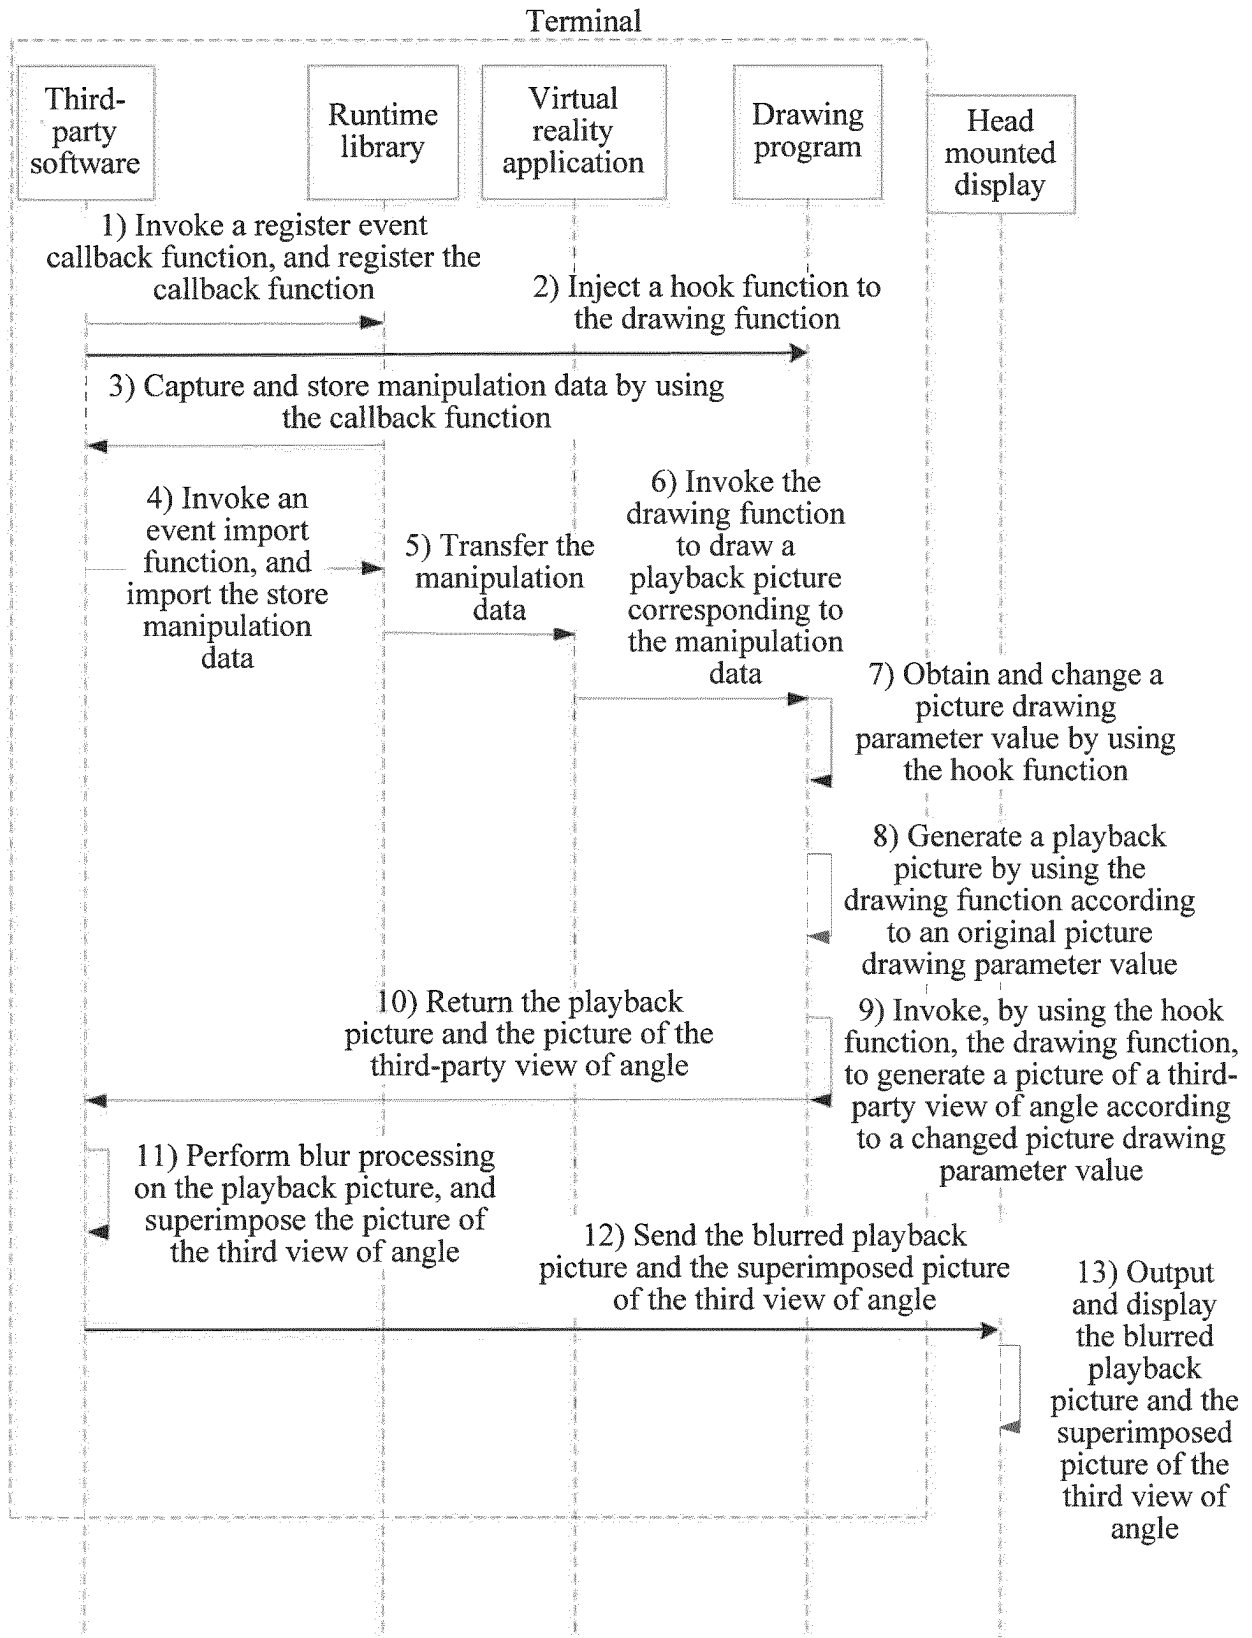 Terminal
Third-
party
software
Runtime
library
Virtual
reality
application
Drawing
program
Head
mounted
display
1) Invoke a register event
callback function, and register the
callback function
2) Inject a hook function to
the drawing function
3) Capture and store manipulation data by using
the callback function
4) Invoke an
event import
function, and
import the store
manipulation
data
5) Transfer the
manipulation
data
6) Invoke the
drawing function
to draw a
playback picture
corresponding to
the manipulation
data
7) Obtain and change a
picture drawing
parameter value by using
the hook function
8) Generate a playback
picture by using the
drawing function according
to an original picture
drawing parameter value
9) Invoke, by using the hook
function, the drawing function,
to generate a picture of a third-
party view of angle according
to a changed picture drawing
parameter value
10) Return the playback
picture and the picture of the
third-party view of angle
11) Perform blur processing
on the playback picture, and
superimpose the picture of
the third view of angle
12) Send the blurred playback
picture and the superimposed picture
of the third view of angle
13) Output
and display
the blurred
playback
picture and the
superimposed
picture of the
third view of
angle